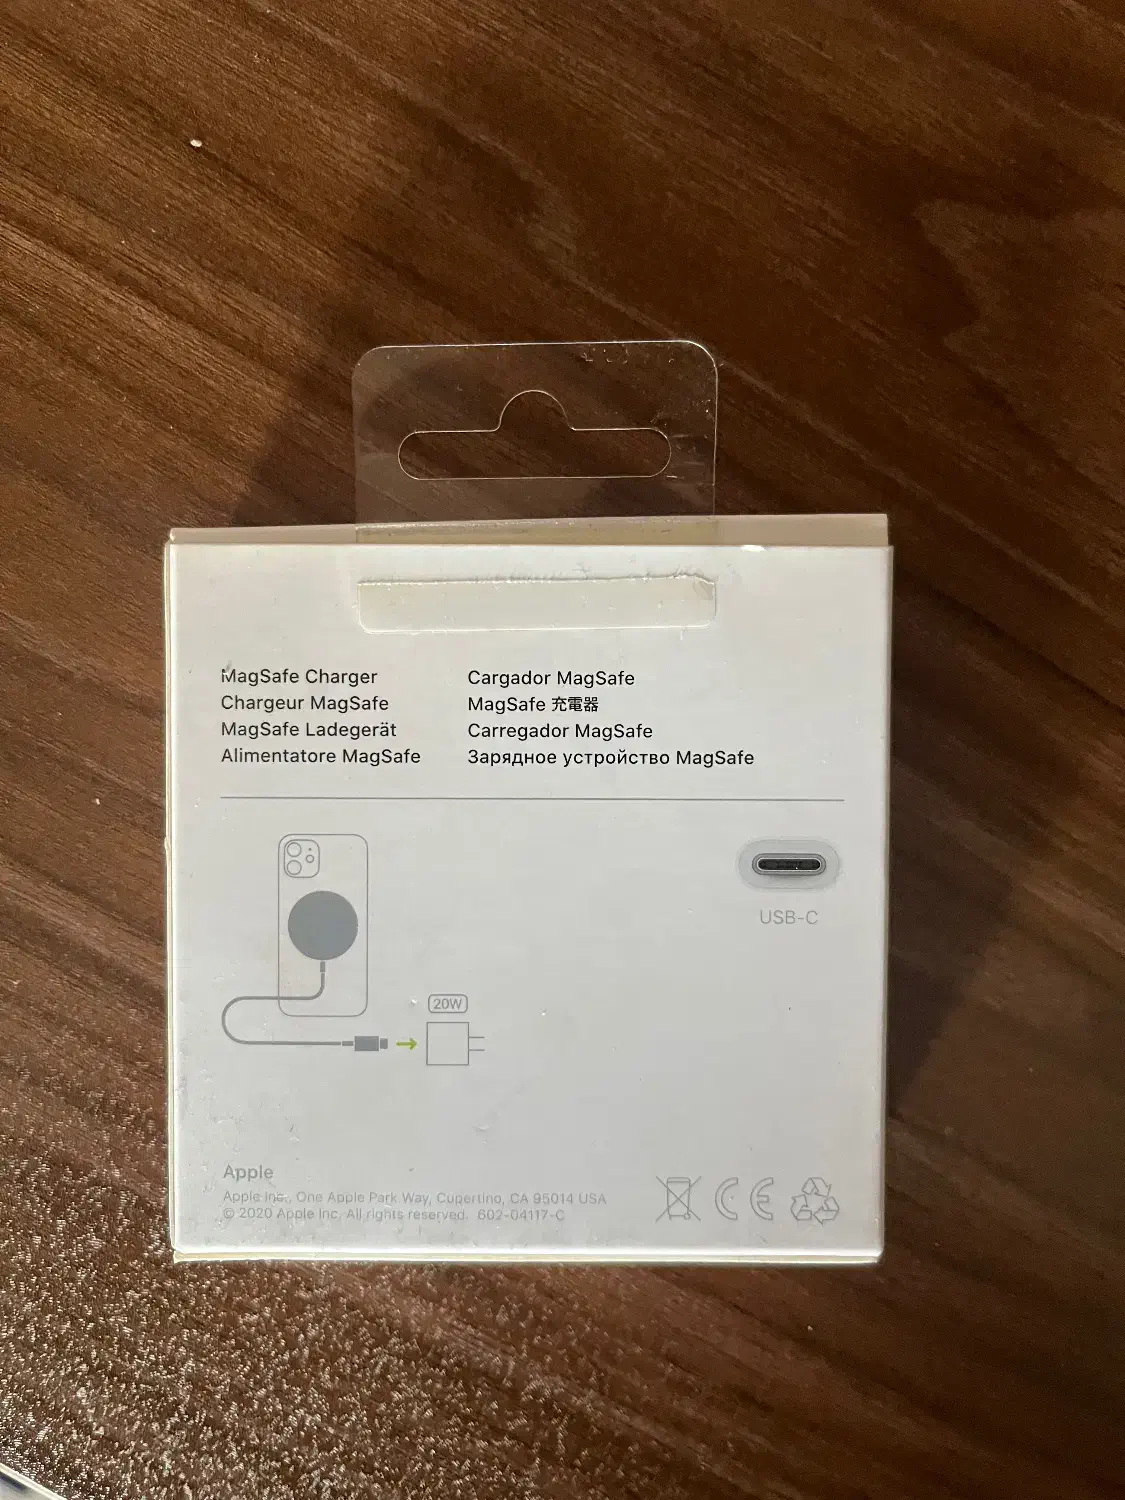 MagSafe Charger
Chargeur MagSafe
MagSafe Ladegerät
Alimentatore MagSafe
Cargador MagSafe
MagSafe 充電器
Carregador MagSafe
Зарядное устройство MagSafe
USB-C
20W
Apple
Apple Inc., One Apple Park Way, Cupertino, CA 95014 USA
© 2020 Apple Inc. All rights reserved. 602-04117-C
CE